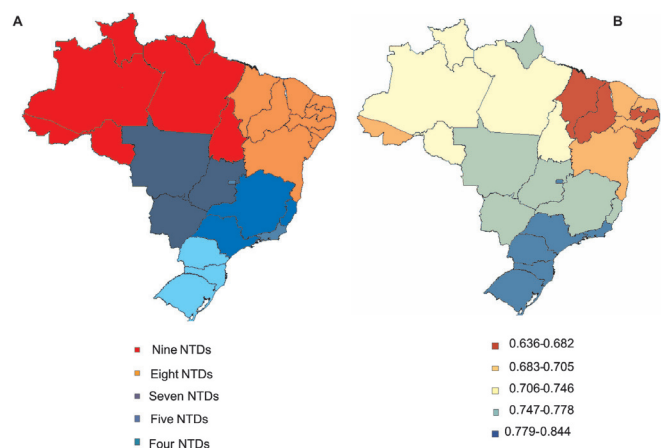 A
B
Nine NTDs
Eight NTDs
Seven NTDs
Five NTDs
Four NTDs
0.636-0.682
0.683-0.705
0.706-0.746
0.747-0.778
0.779-0.844